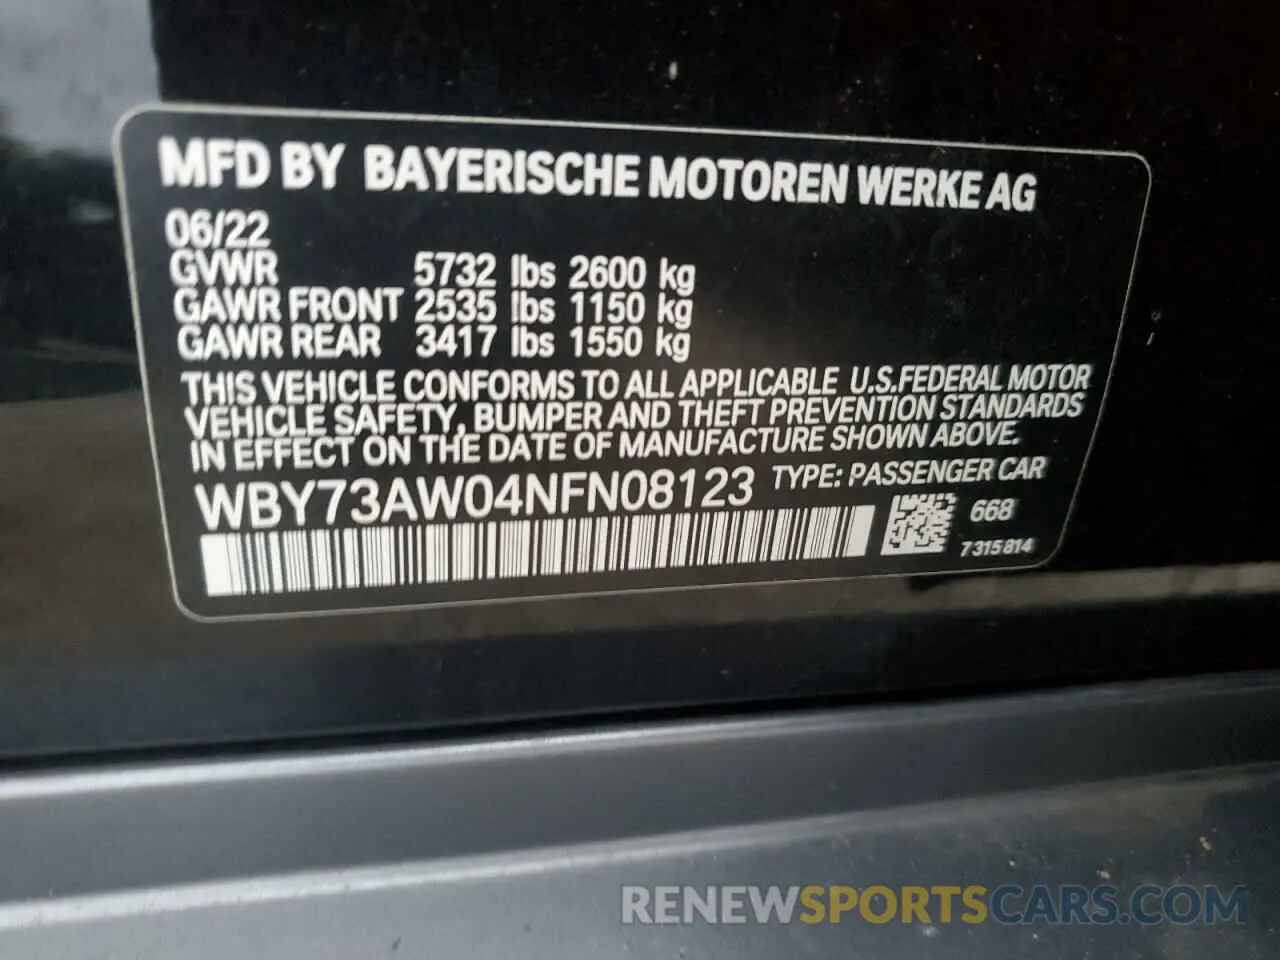 MFD BY BAYERISCHE MOTOREN WERKE AG
06/22
GVWR 5732 lbs 2600 kg
GAWR FRONT 2535 lbs 1150 kg
GAWR REAR 3417 lbs 1550 kg
THIS VEHICLE CONFORMS TO ALL APPLICABLE U.S.FEDERAL MOTOR
VEHICLE SAFETY, BUMPER AND THEFT PREVENTION STANDARDS
IN EFFECT ON THE DATE OF MANUFACTURE SHOWN ABOVE.
WBY73AW04NFN08123 TYPE: PASSENGER CAR
668
7315814
RENEWSPORTSCARS.COM